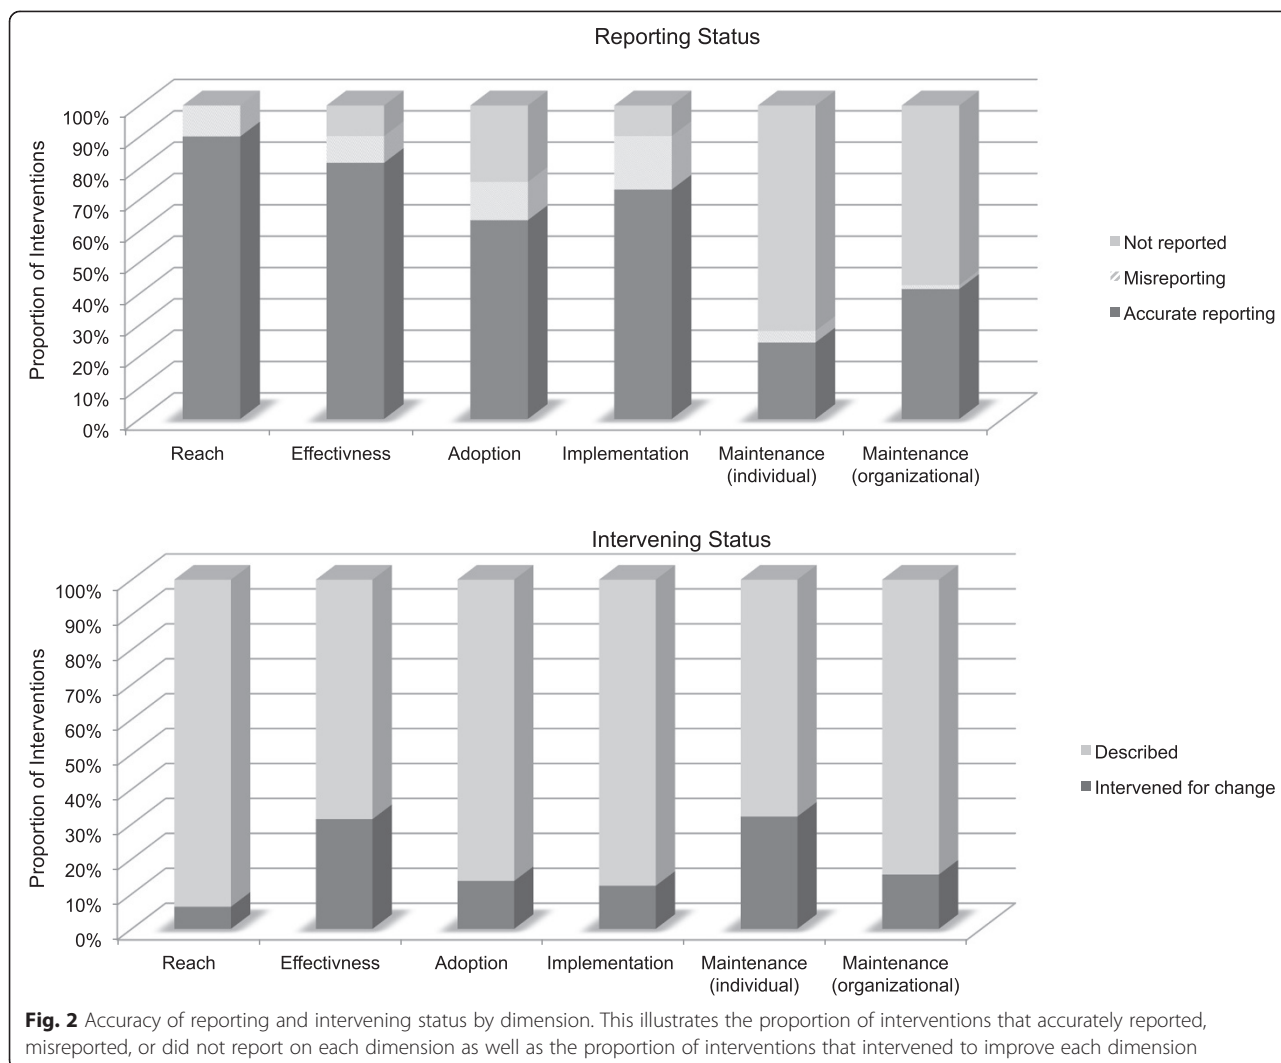 Reporting Status
Proportion of Interventions
100%
90%
80%
70%
60%
50%
40%
30%
20%
10%
0%
Reach
Effectivness
Adoption
Implementation
Maintenance
(individual)
Maintenance
(organizational)
Not reported
Misreporting
Accurate reporting
Intervening Status
Proportion of Interventions
100%
90%
80%
70%
60%
50%
40%
30%
20%
10%
0%
Reach
Effectivness
Adoption
Implementation
Maintenance
(individual)
Maintenance
(organizational)
Described
Intervened for change
Fig. 2 Accuracy of reporting and intervening status by dimension. This illustrates the proportion of interventions that accurately reported,
misreported, or did not report on each dimension as well as the proportion of interventions that intervened to improve each dimension